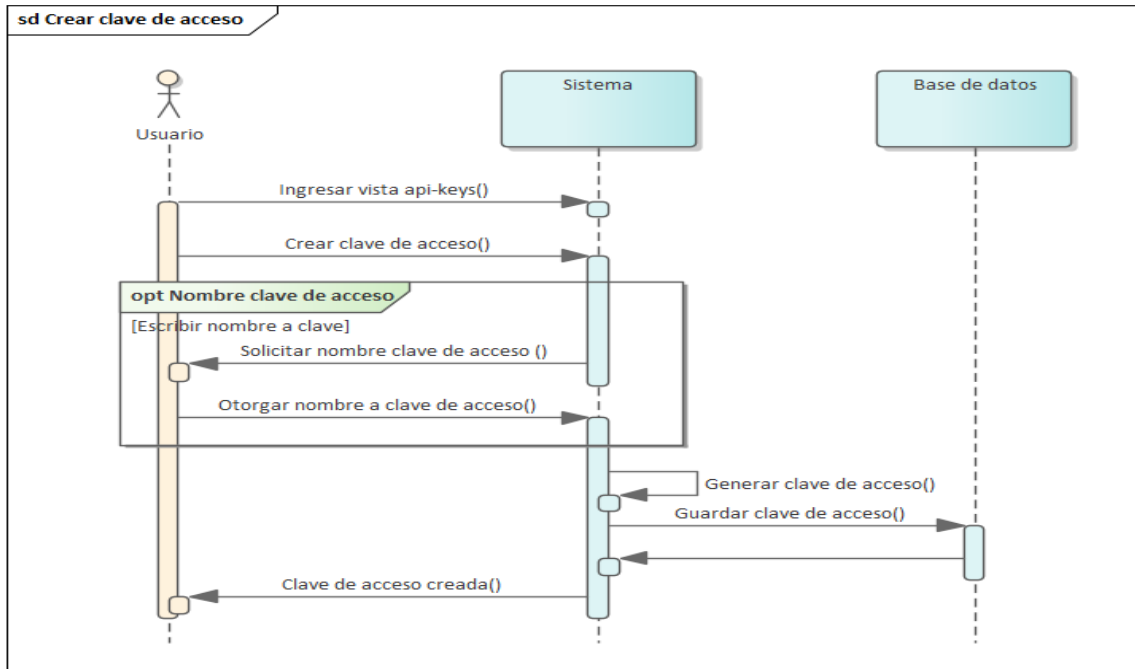 sd Crear clave de acceso
Usuario
Sistema
Base de datos
Ingresar vista api-keys()
Crear clave de acceso()
opt Nombre clave de acceso
[Escribir nombre a clave]
Solicitar nombre clave de acceso ()
Otorgar nombre a clave de acceso()
Generar clave de acceso()
Guardar clave de acceso()
Clave de acceso creada()